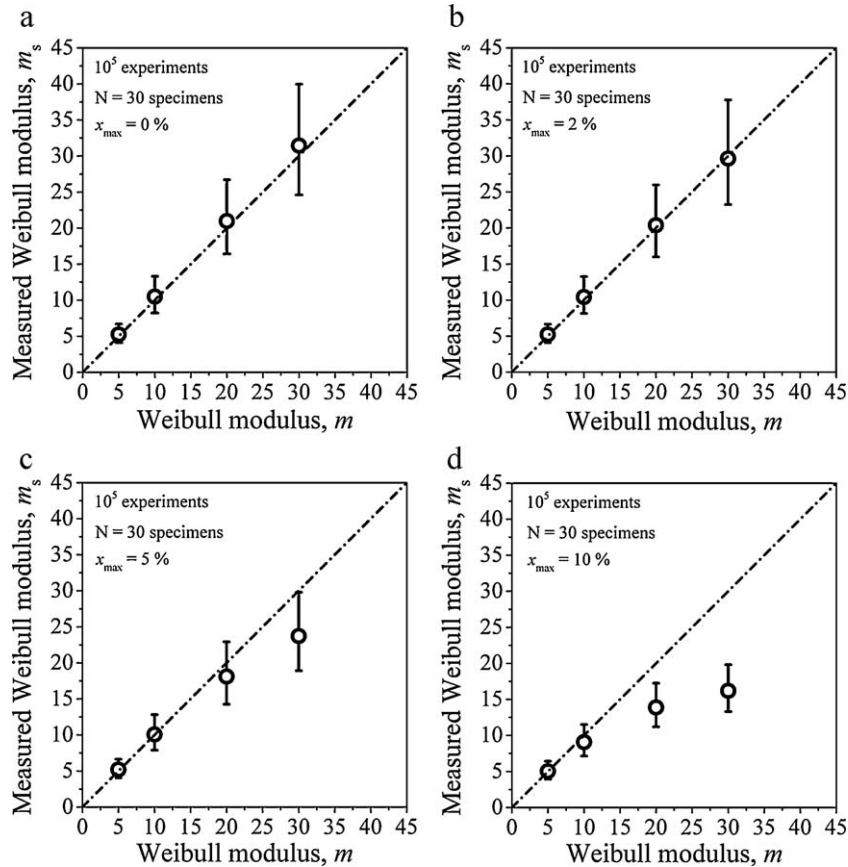 a
Measured Weibull modulus, mₛ
45
40
35
30
25
20
15
10
5
0
10⁵ experiments
N = 30 specimens
xₘₐₓ = 0 %
0 5 10 15 20 25 30 35 40 45
Weibull modulus, m
b
Measured Weibull modulus, mₛ
45
40
35
30
25
20
15
10
5
0
10⁵ experiments
N = 30 specimens
xₘₐₓ = 2 %
0 5 10 15 20 25 30 35 40 45
Weibull modulus, m
c
Measured Weibull modulus, mₛ
45
40
35
30
25
20
15
10
5
0
10⁵ experiments
N = 30 specimens
xₘₐₓ = 5 %
0 5 10 15 20 25 30 35 40 45
Weibull modulus, m
d
Measured Weibull modulus, mₛ
45
40
35
30
25
20
15
10
5
0
10⁵ experiments
N = 30 specimens
xₘₐₓ = 10 %
0 5 10 15 20 25 30 35 40 45
Weibull modulus, m